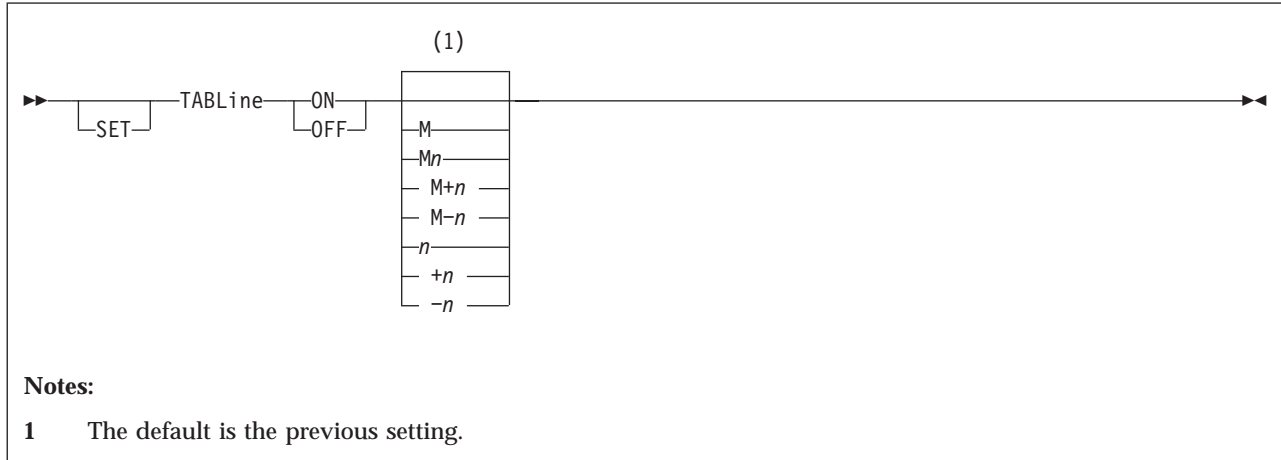 (1)
TABLine ON
SET OFF M
Mn
M+n
M−n
n
+n
−n
Notes:
1 The default is the previous setting.